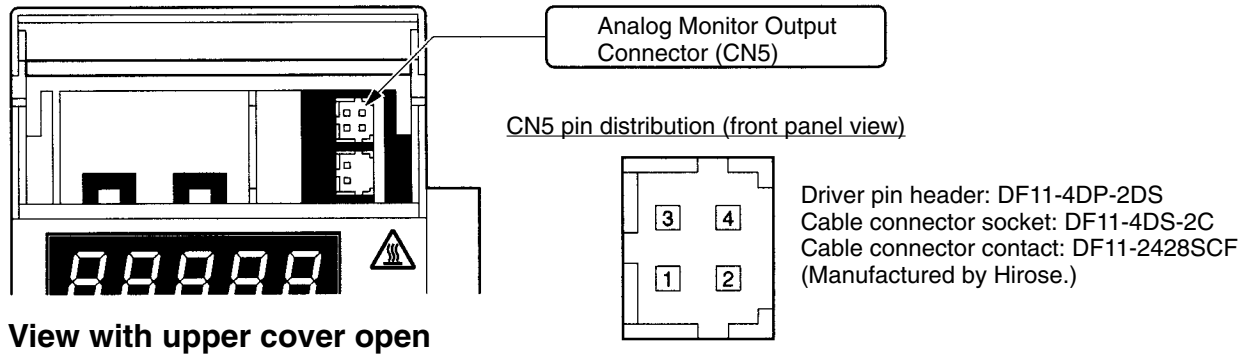 Analog Monitor Output
Connector (CN5)
CN5 pin distribution (front panel view)
3 4
1 2
Driver pin header: DF11-4DP-2DS
Cable connector socket: DF11-4DS-2C
Cable connector contact: DF11-2428SCF
(Manufactured by Hirose.)
View with upper cover open